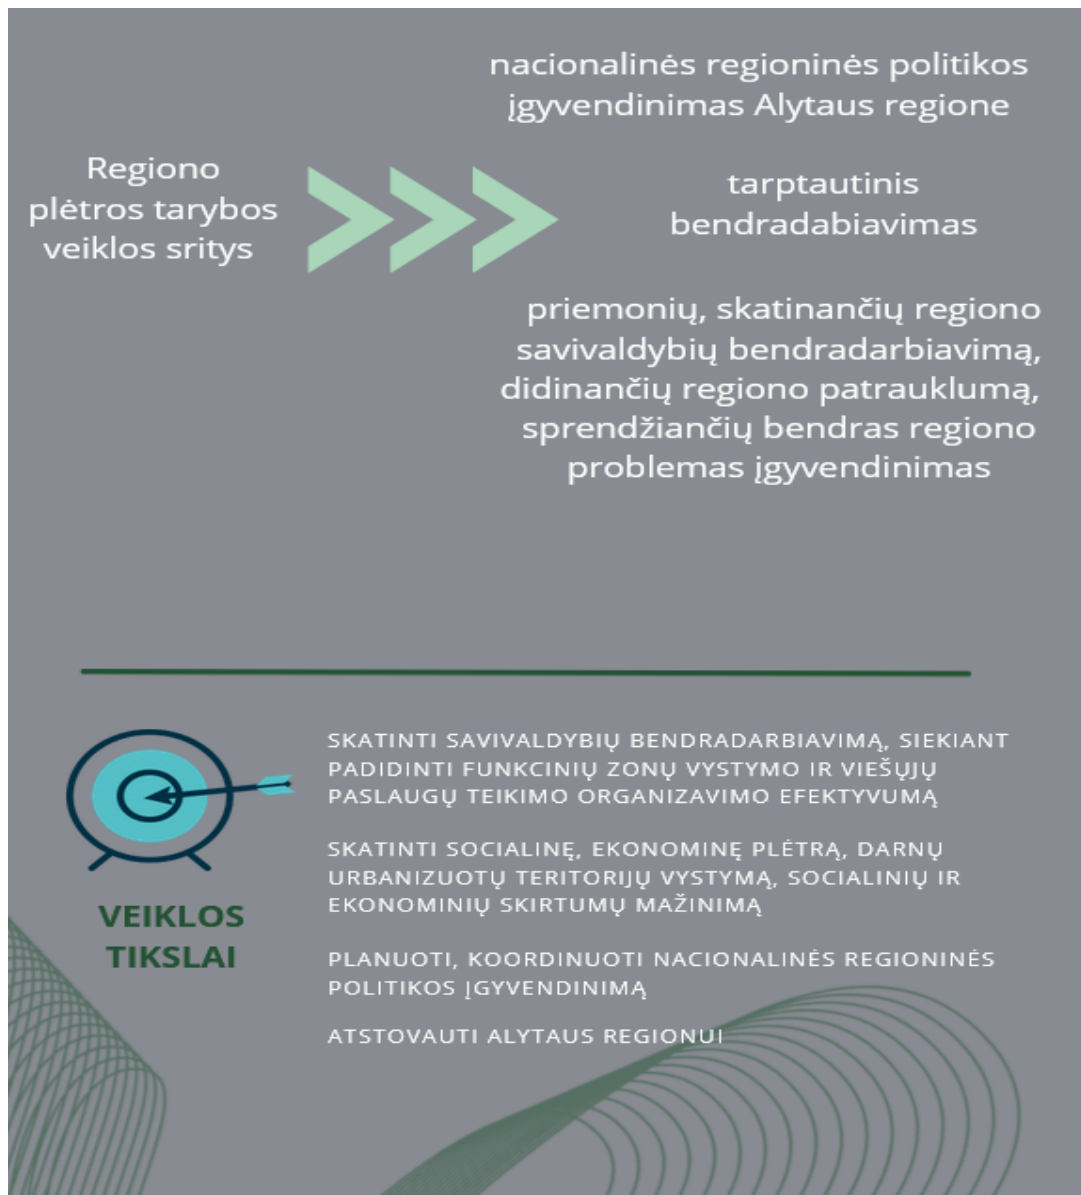 Regiono
plėtros tarybos
veiklos sritys
nacionalinės regioninės politikos
įgyvendinimas Alytaus regione
tarptautinis
bendradabiavimas
priemonių, skatinančių regiono
savivaldybių bendradarbiavimą,
didinančių regiono patrauklumą,
sprendžiančių bendras regiono
problemas įgyvendinimas
VEIKLOS
TIKSLAI
SKATINTI SAVIVALDYBIŲ BENDRADARBIAVIMĄ, SIEKIANT
PADIDINTI FUNKCINIŲ ZONŲ VYSTYMO IR VIEŠŲJŲ
PASLAUGŲ TEIKIMO ORGANIZAVIMO EFEKTYVUMĄ
SKATINTI SOCIALINĘ, EKONOMINĘ PLĖTRĄ, DARNŲ
URBANIZUOTŲ TERITORIJŲ VYSTYMĄ, SOCIALINIŲ IR
EKONOMINIŲ SKIRTUMŲ MAŽINIMĄ
PLANUOTI, KOORDINUOTI NACIONALINĖS REGIONINĖS
POLITIKOS ĮGYVENDINIMĄ
ATSTOVAUTI ALYTAUS REGIONUI